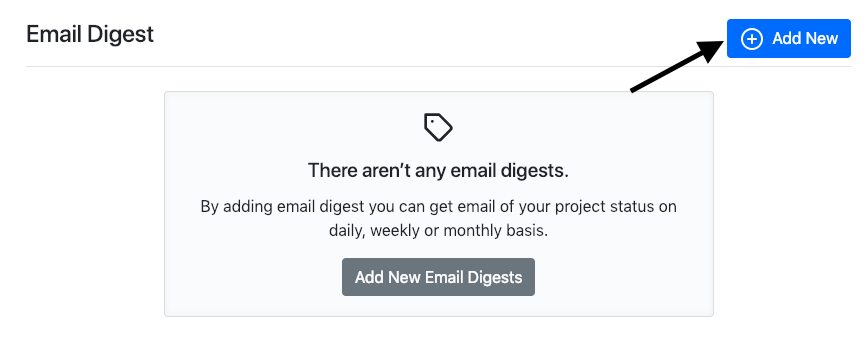 Email Digest
Add New
There aren’t any email digests.
By adding email digest you can get email of your project status on
daily, weekly or monthly basis.
Add New Email Digests